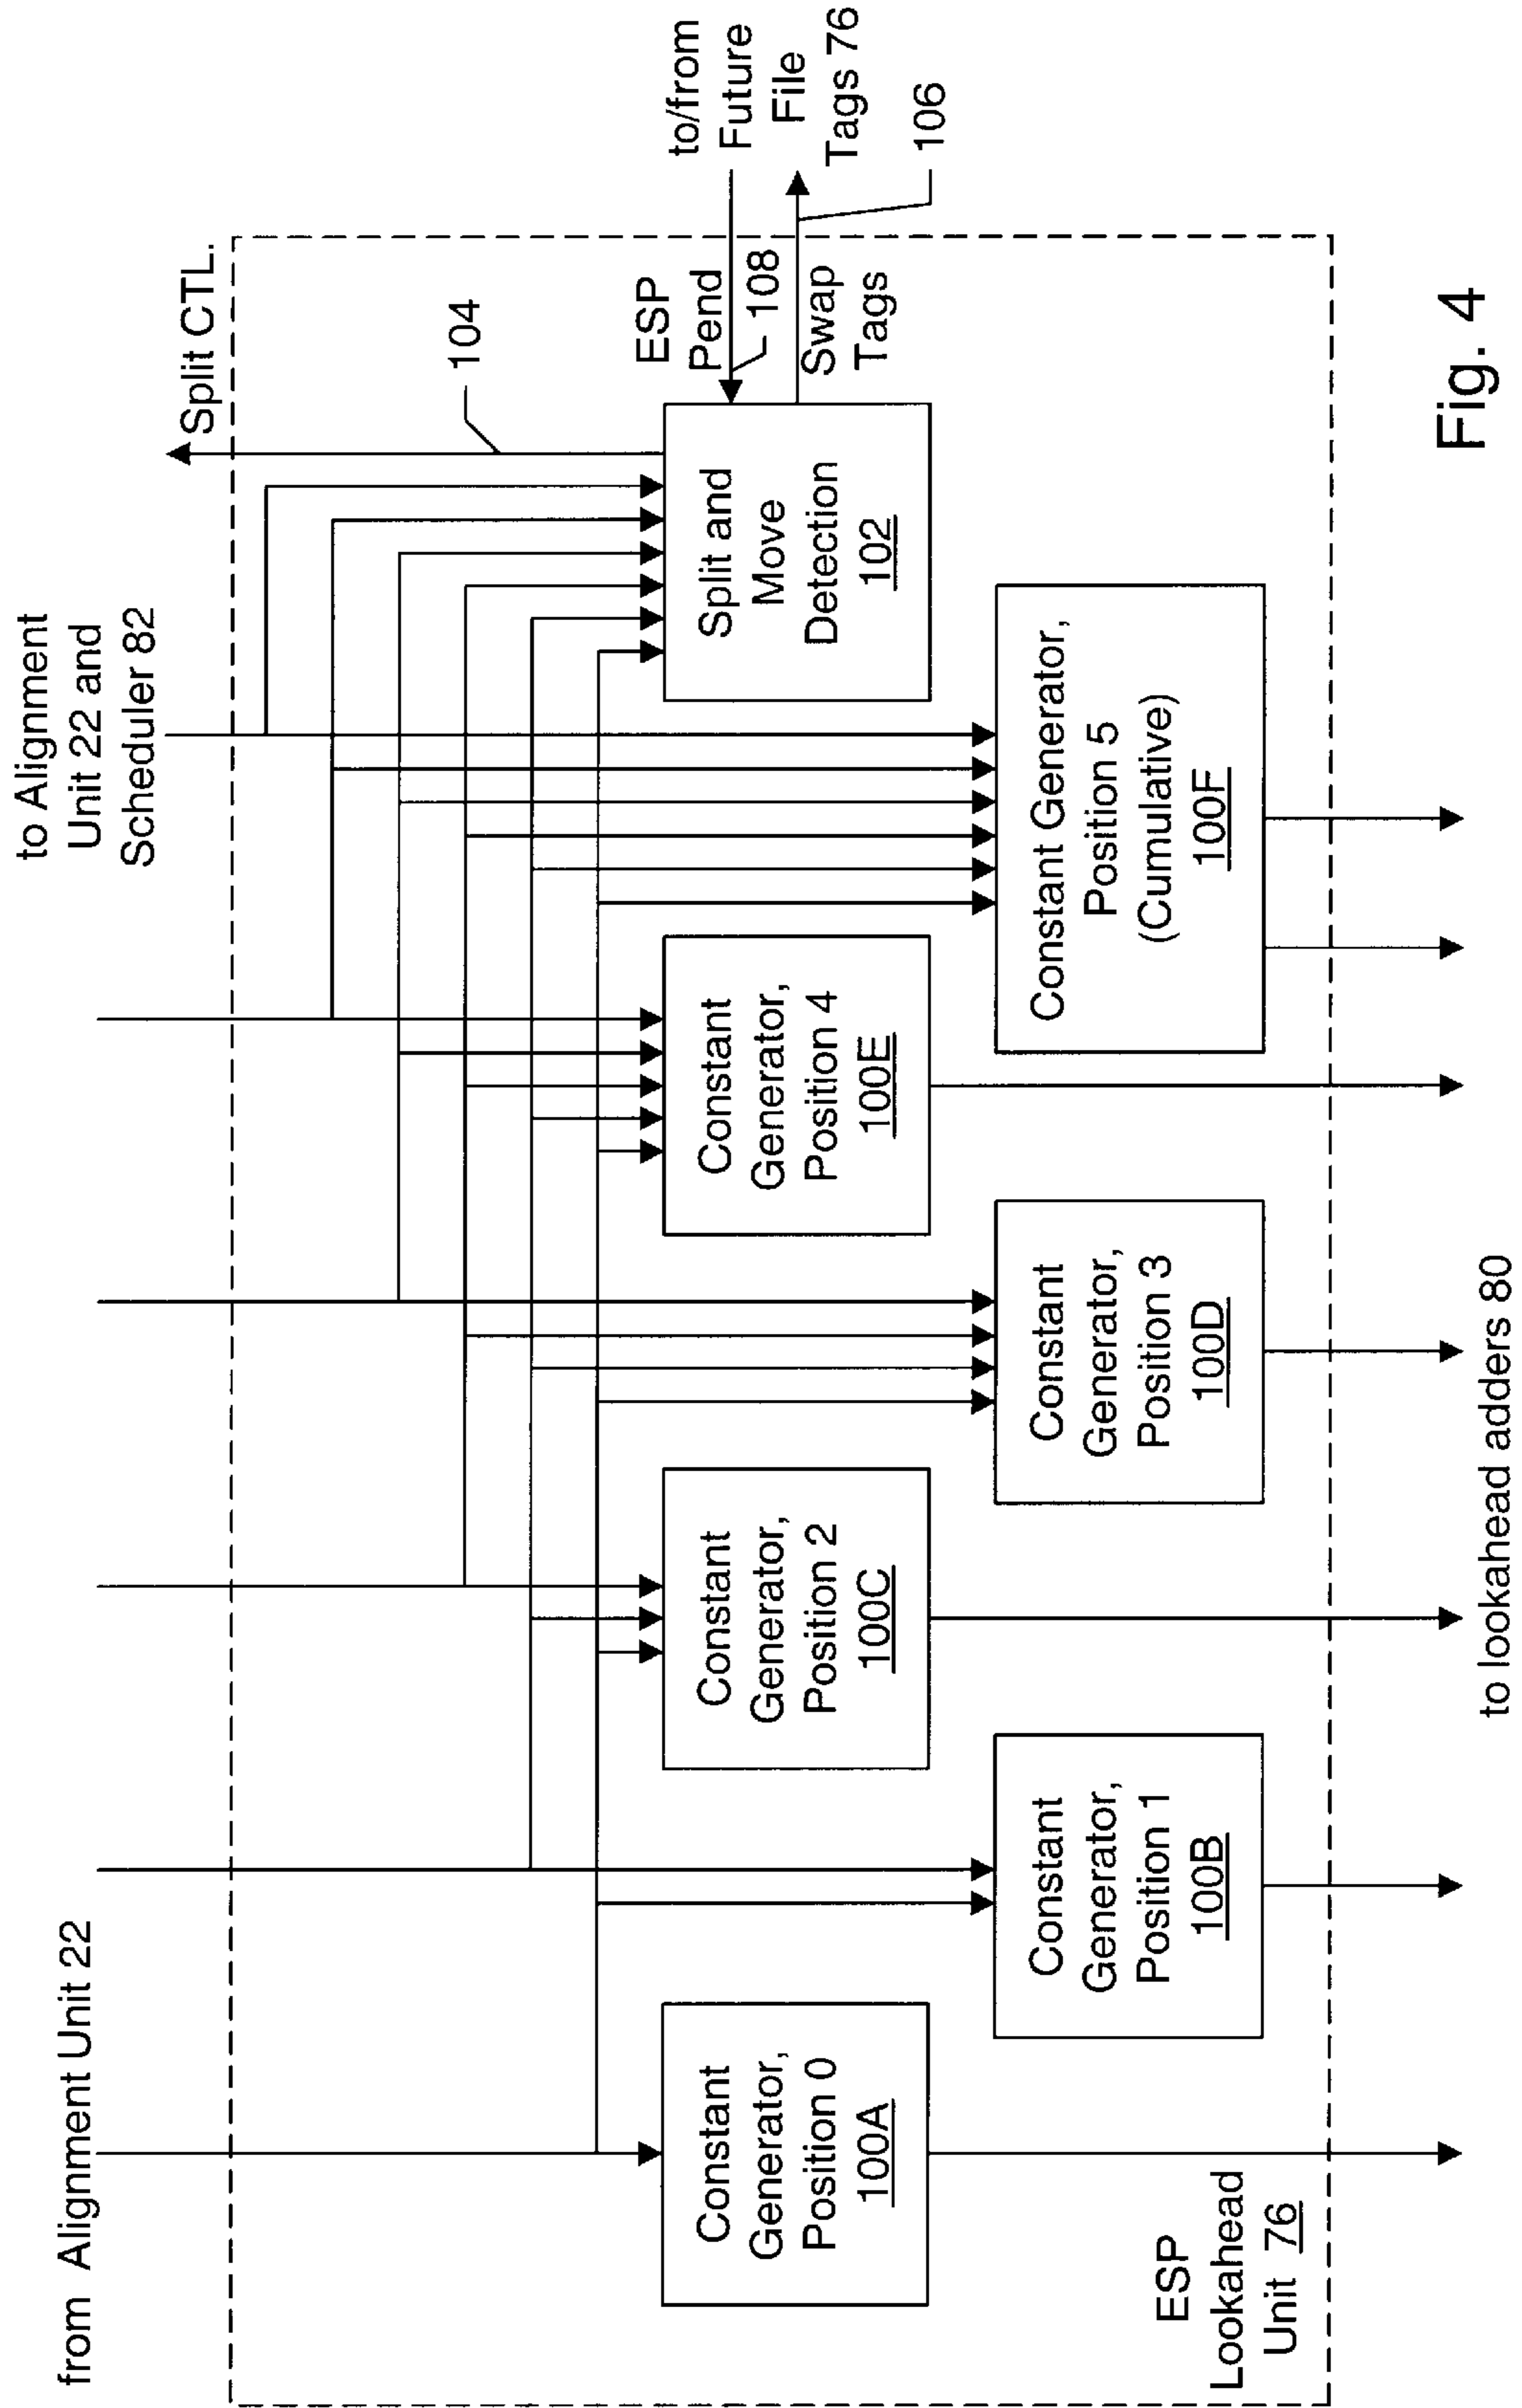 from Alignment Unit 22
to Alignment
Unit 22 and
Scheduler 82
Split CTL.
104
to/from
Future
File
Tags 76
106
ESP
Pend
108
Swap
Tags
Split and
Move
Detection
102
Constant
Generator,
Position 0
100A
Constant
Generator,
Position 2
100C
Constant
Generator,
Position 4
100E
Constant
Generator,
Position 1
100B
Constant
Generator,
Position 3
100D
Constant Generator,
Position 5
(Cumulative)
100F
ESP
Lookahead
Unit 76
to lookahead adders 80
Fig. 4